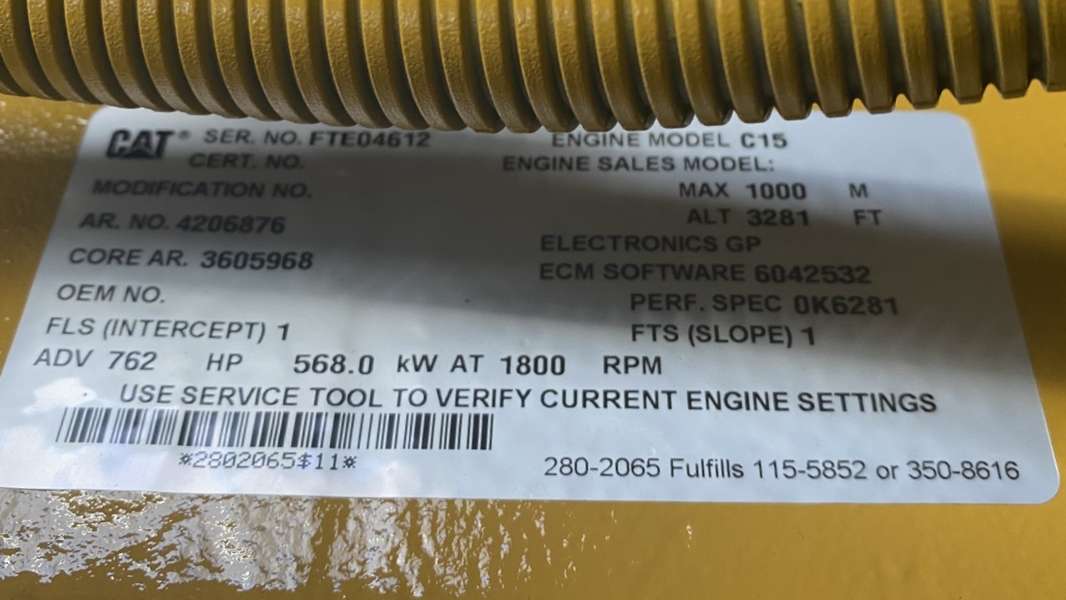 CAT® SER. NO. FTE04612 ENGINE MODEL C15
CERT. NO. ENGINE SALES MODEL:
MODIFICATION NO. MAX 1000 M
AR. NO. 4206876 ALT 3281 FT
ELECTRONICS GP
CORE AR. 3605968 ECM SOFTWARE 6042532
OEM NO. PERF. SPEC 0K6281
FLS (INTERCEPT) 1 FTS (SLOPE) 1
ADV 762 HP 568.0 kW AT 1800 RPM
USE SERVICE TOOL TO VERIFY CURRENT ENGINE SETTINGS
*2802065$11*
280-2065 Fulfills 115-5852 or 350-8616